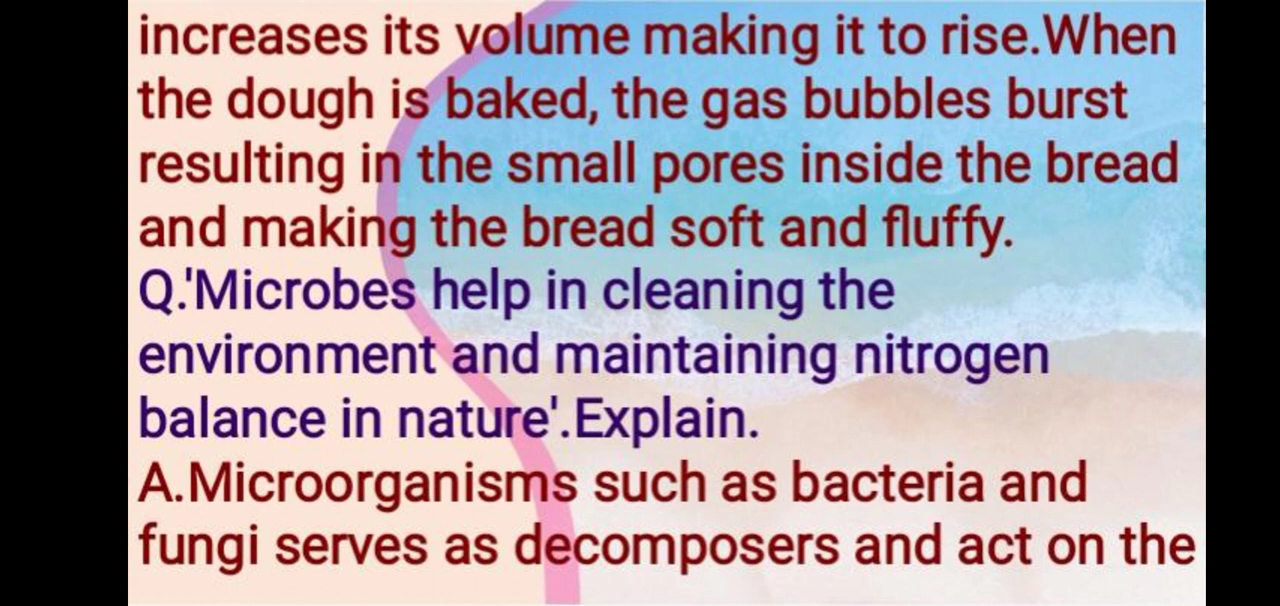 increases its volume making it to rise.When
the dough is baked, the gas bubbles burst
resulting in the small pores inside the bread
and making the bread soft and fluffy.
Q.'Microbes help in cleaning the
environment and maintaining nitrogen
balance in nature'.Explain.
A.Microorganisms such as bacteria and
fungi serves as decomposers and act on the